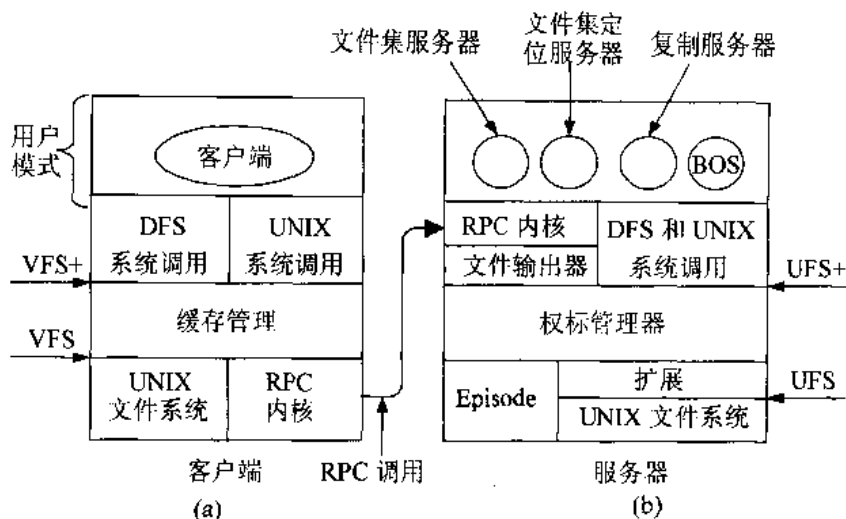 文件集服务器
文件集定
位服务器
复制服务器
用户
模式
客户端
BOS
DFS
系统调用
UNIX
系统调用
RPC 内核
文件输出器
DFS 和 UNIX
系统调用
VFS+
UFS+
缓存管理
权标管理器
VFS
UNIX
文件系统
RPC
内核
Episode
扩展
UNIX 文件系统
UFS
客户端
RPC 调用
服务器
(a)
(b)